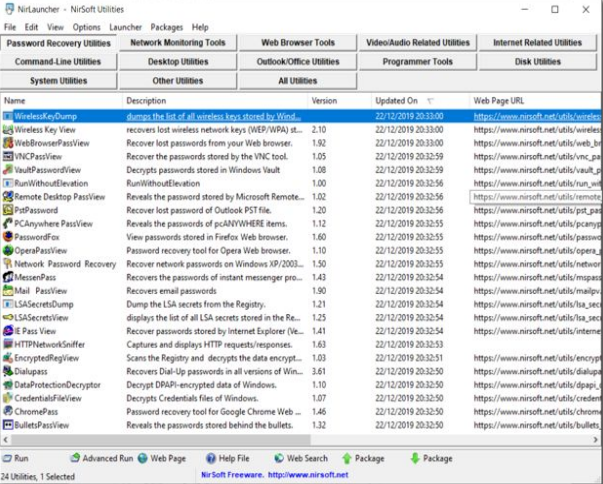 NirLauncher - NirSoft Utilities
File Edit View Options Launcher Packages Help
Password Recovery Utilities Network Monitoring Tools Web Browser Tools Video/Audio Related Utilities Internet Related Utilities
Command-Line Utilities Desktop Utilities Outlook/Office Utilities Programmer Tools Disk Utilities
System Utilities Other Utilities All Utilities
Name Description Version Updated On Web Page URL
WirelessKeyDump dumps the list of all wireless keys stored by Wind... 22/12/2019 20:33:00 https://www.nirsoft.net/utils/wireless
Wireless Key View recovers lost wireless network keys (WEP/WPA) st... 2.10 22/12/2019 20:33:00 https://www.nirsoft.net/utils/wireless
WebBrowserPassView Recover lost passwords from your Web browser. 1.92 22/12/2019 20:33:00 https://www.nirsoft.net/utils/web_br
VNCPassView Recover the passwords stored by the VNC tool. 1.05 22/12/2019 20:32:59 https://www.nirsoft.net/utils/vnc_pa
VaultPasswordView Decrypts passwords stored in Windows Vault 1.08 22/12/2019 20:32:59 https://www.nirsoft.net/utils/vault_p
RunWithoutElevation RunWithoutElevation 1.00 22/12/2019 20:32:56 https://www.nirsoft.net/utils/run_wit
Remote Desktop PassView Reveals the password stored by Microsoft Remote... 1.02 22/12/2019 20:32:56 https://www.nirsoft.net/utils/remote_
PstPassword Recover lost password of Outlook PST file. 1.20 22/12/2019 20:32:56 https://www.nirsoft.net/utils/pst_pas
PCAnywhere PassView Reveals the passwords of pcANYWHERE items. 1.12 22/12/2019 20:32:55 https://www.nirsoft.net/utils/pcanyp
PasswordFox View passwords stored in Firefox Web browser. 1.60 22/12/2019 20:32:55 https://www.nirsoft.net/utils/passwo
OperaPassView Password recovery tool for Opera Web browser. 1.10 22/12/2019 20:32:55 https://www.nirsoft.net/utils/opera_p
Network Password Recovery Recover network passwords on Windows XP/2003... 1.50 22/12/2019 20:32:55 https://www.nirsoft.net/utils/networ
MessenPass Recovers the passwords of instant messenger pro... 1.43 22/12/2019 20:32:54 https://www.nirsoft.net/utils/mspass
Mail PassView Recovers email passwords 1.90 22/12/2019 20:32:54 https://www.nirsoft.net/utils/mailpv.
LSASecretsDump Dump the LSA secrets from the Registry. 1.21 22/12/2019 20:32:54 https://www.nirsoft.net/utils/lsa_sec
LSASecretsView displays the list of all LSA secrets stored in the Re... 1.25 22/12/2019 20:32:54 https://www.nirsoft.net/utils/lsa_sec
IE Pass View Recover passwords stored by Internet Explorer (Ve... 1.41 22/12/2019 20:32:54 https://www.nirsoft.net/utils/interne
HTTPNetworkSniffer Captures and displays HTTP requests/responses. 1.63 22/12/2019 20:32:53
EncryptedRegView Scans the Registry and decrypts the data encrypt... 1.03 22/12/2019 20:32:51 https://www.nirsoft.net/utils/encrypt
Dialupass Recovers Dial-Up passwords in all versions of Win... 3.61 22/12/2019 20:32:50 https://www.nirsoft.net/utils/dialupa
DataProtectionDecryptor Decrypt DPAPI-encrypted data of Windows. 1.10 22/12/2019 20:32:50 https://www.nirsoft.net/utils/dpapi_d
CredentialsFileView Decrypts Credentials files of Windows. 1.07 22/12/2019 20:32:50 https://www.nirsoft.net/utils/credent
ChromePass Password recovery tool for Google Chrome Web ... 1.46 22/12/2019 20:32:50 https://www.nirsoft.net/utils/chrome
BulletsPassView Reveals the passwords stored behind the bullets. 1.32 22/12/2019 20:32:50 https://www.nirsoft.net/utils/bullets_
Run Advanced Run Web Page Help File Web Search Package Package
24 Utilities, 1 Selected NirSoft Freeware. http://www.nirsoft.net